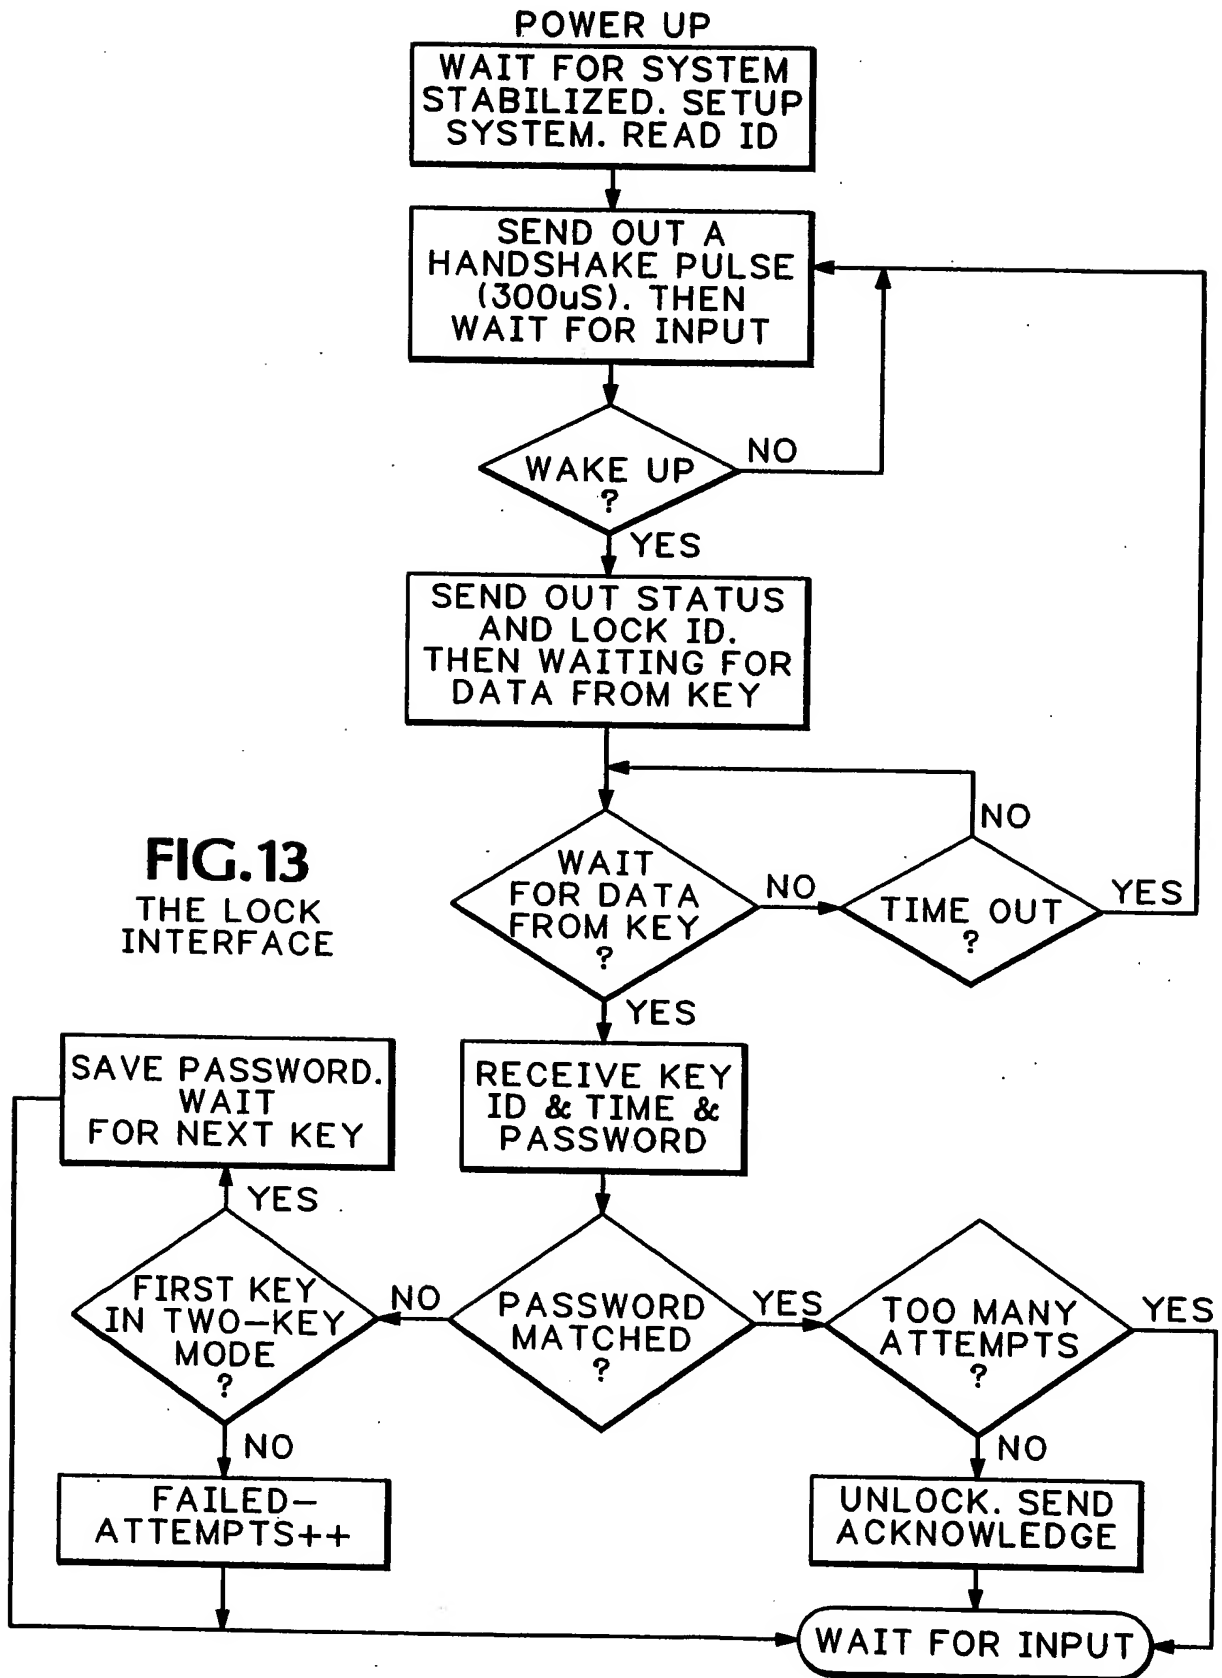 POWER UP
WAIT FOR SYSTEM
STABILIZED. SETUP
SYSTEM. READ ID
SEND OUT A
HANDSHAKE PULSE
(300uS). THEN
WAIT FOR INPUT
WAKE UP
?
NO
YES
SEND OUT STATUS
AND LOCK ID.
THEN WAITING FOR
DATA FROM KEY
WAIT
FOR DATA
FROM KEY
?
NO
TIME OUT
?
NO
YES
FIG.13
THE LOCK
INTERFACE
YES
RECEIVE KEY
ID & TIME &
PASSWORD
SAVE PASSWORD.
WAIT
FOR NEXT KEY
YES
FIRST KEY
IN TWO-KEY
MODE
?
NO
PASSWORD
MATCHED
?
YES
TOO MANY
ATTEMPTS
?
YES
NO
FAILED-
ATTEMPTS++
NO
UNLOCK. SEND
ACKNOWLEDGE
WAIT FOR INPUT